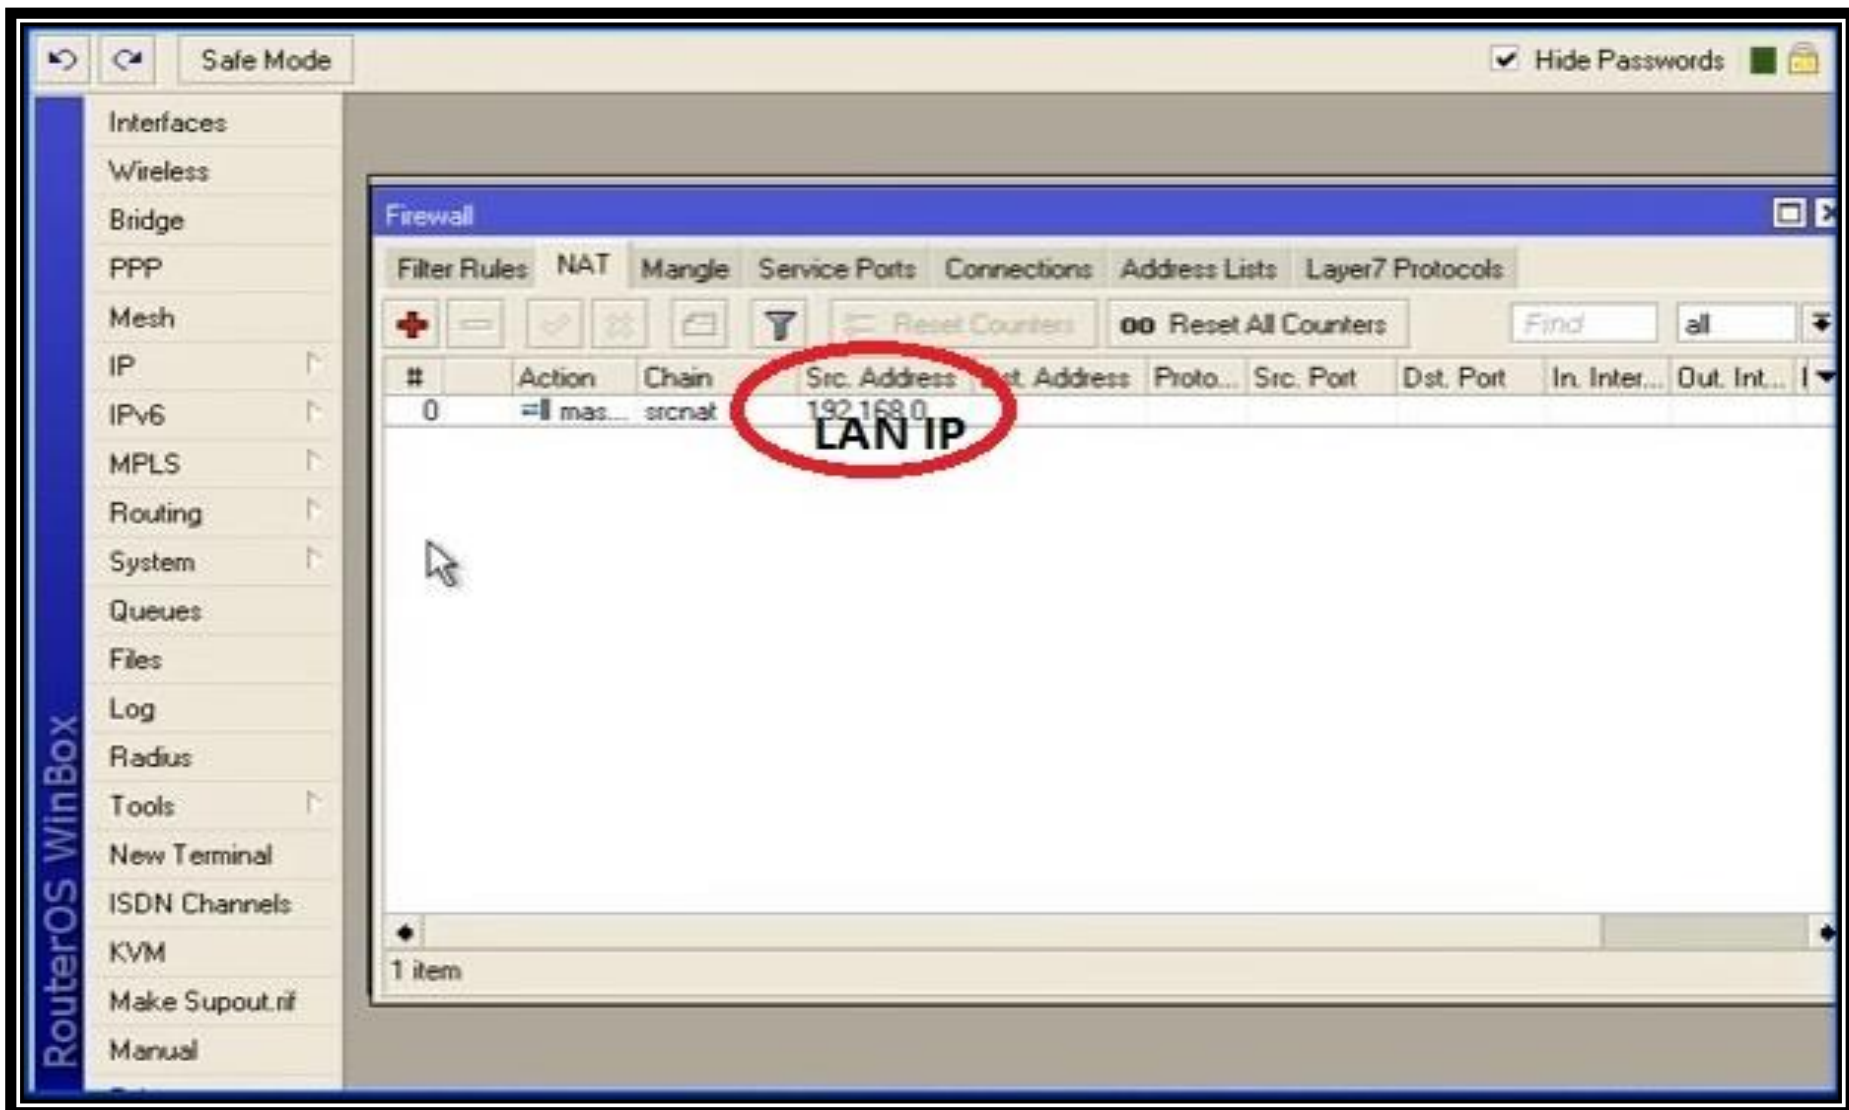 Safe Mode
Hide Passwords
RouterOS WinBox
Interfaces
Wireless
Bridge
PPP
Mesh
IP
IPv6
MPLS
Routing
System
Queues
Files
Log
Radius
Tools
New Terminal
ISDN Channels
KVM
Make Supout.rif
Manual
Firewall
Filter Rules NAT Mangle Service Ports Connections Address Lists Layer7 Protocols
Reset Counters 00 Reset All Counters Find all
# Action Chain Src. Address Dst. Address Proto... Src. Port Dst. Port In. Inter... Out. Int...
0 mas... srcnat 192.168.0.
LAN IP
1 item